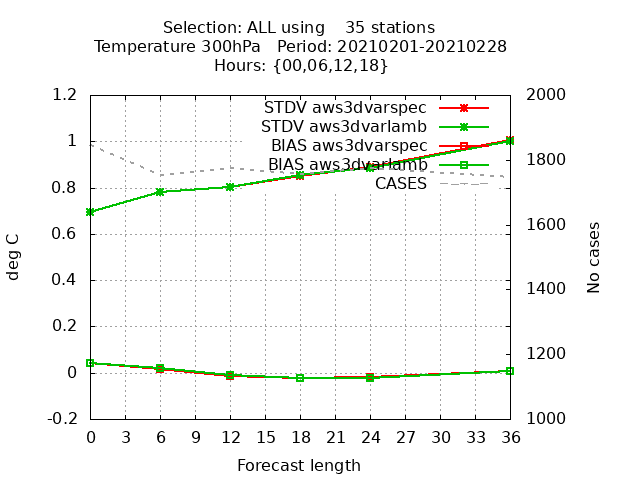 Selection: ALL using    35 stations
Temperature 300hPa   Period: 20210201-20210228
Hours: {00,06,12,18}
STDV aws3dvarspec
STDV aws3dvarlamb
BIAS aws3dvarspec
BIAS aws3dvarlamb
CASES
deg C
1.2
1
0.8
0.6
0.4
0.2
0
-0.2
2000
1800
1600
1400
1200
1000
No cases
0 3 6 9 12 15 18 21 24 27 30 33 36
Forecast length